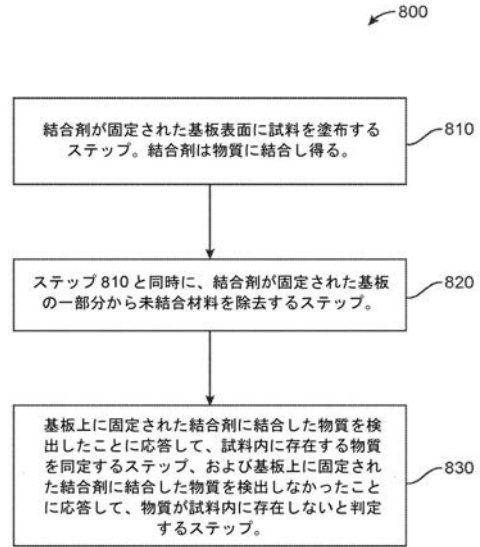 800
結合剤が固定された基板表面に試料を塗布する
ステップ。結合剤は物質に結合し得る。
810
ステップ 810 と同時に、結合剤が固定された基板
の一部分から未結合材料を除去するステップ。
820
基板上に固定された結合剤に結合した物質を検
出したことに応答して、試料内に存在する物質
を同定するステップ、および基板上に固定され
た結合剤に結合した物質を検出しなかったこと
に応答して、物質が試料内に存在しないと判定
するステップ。
830